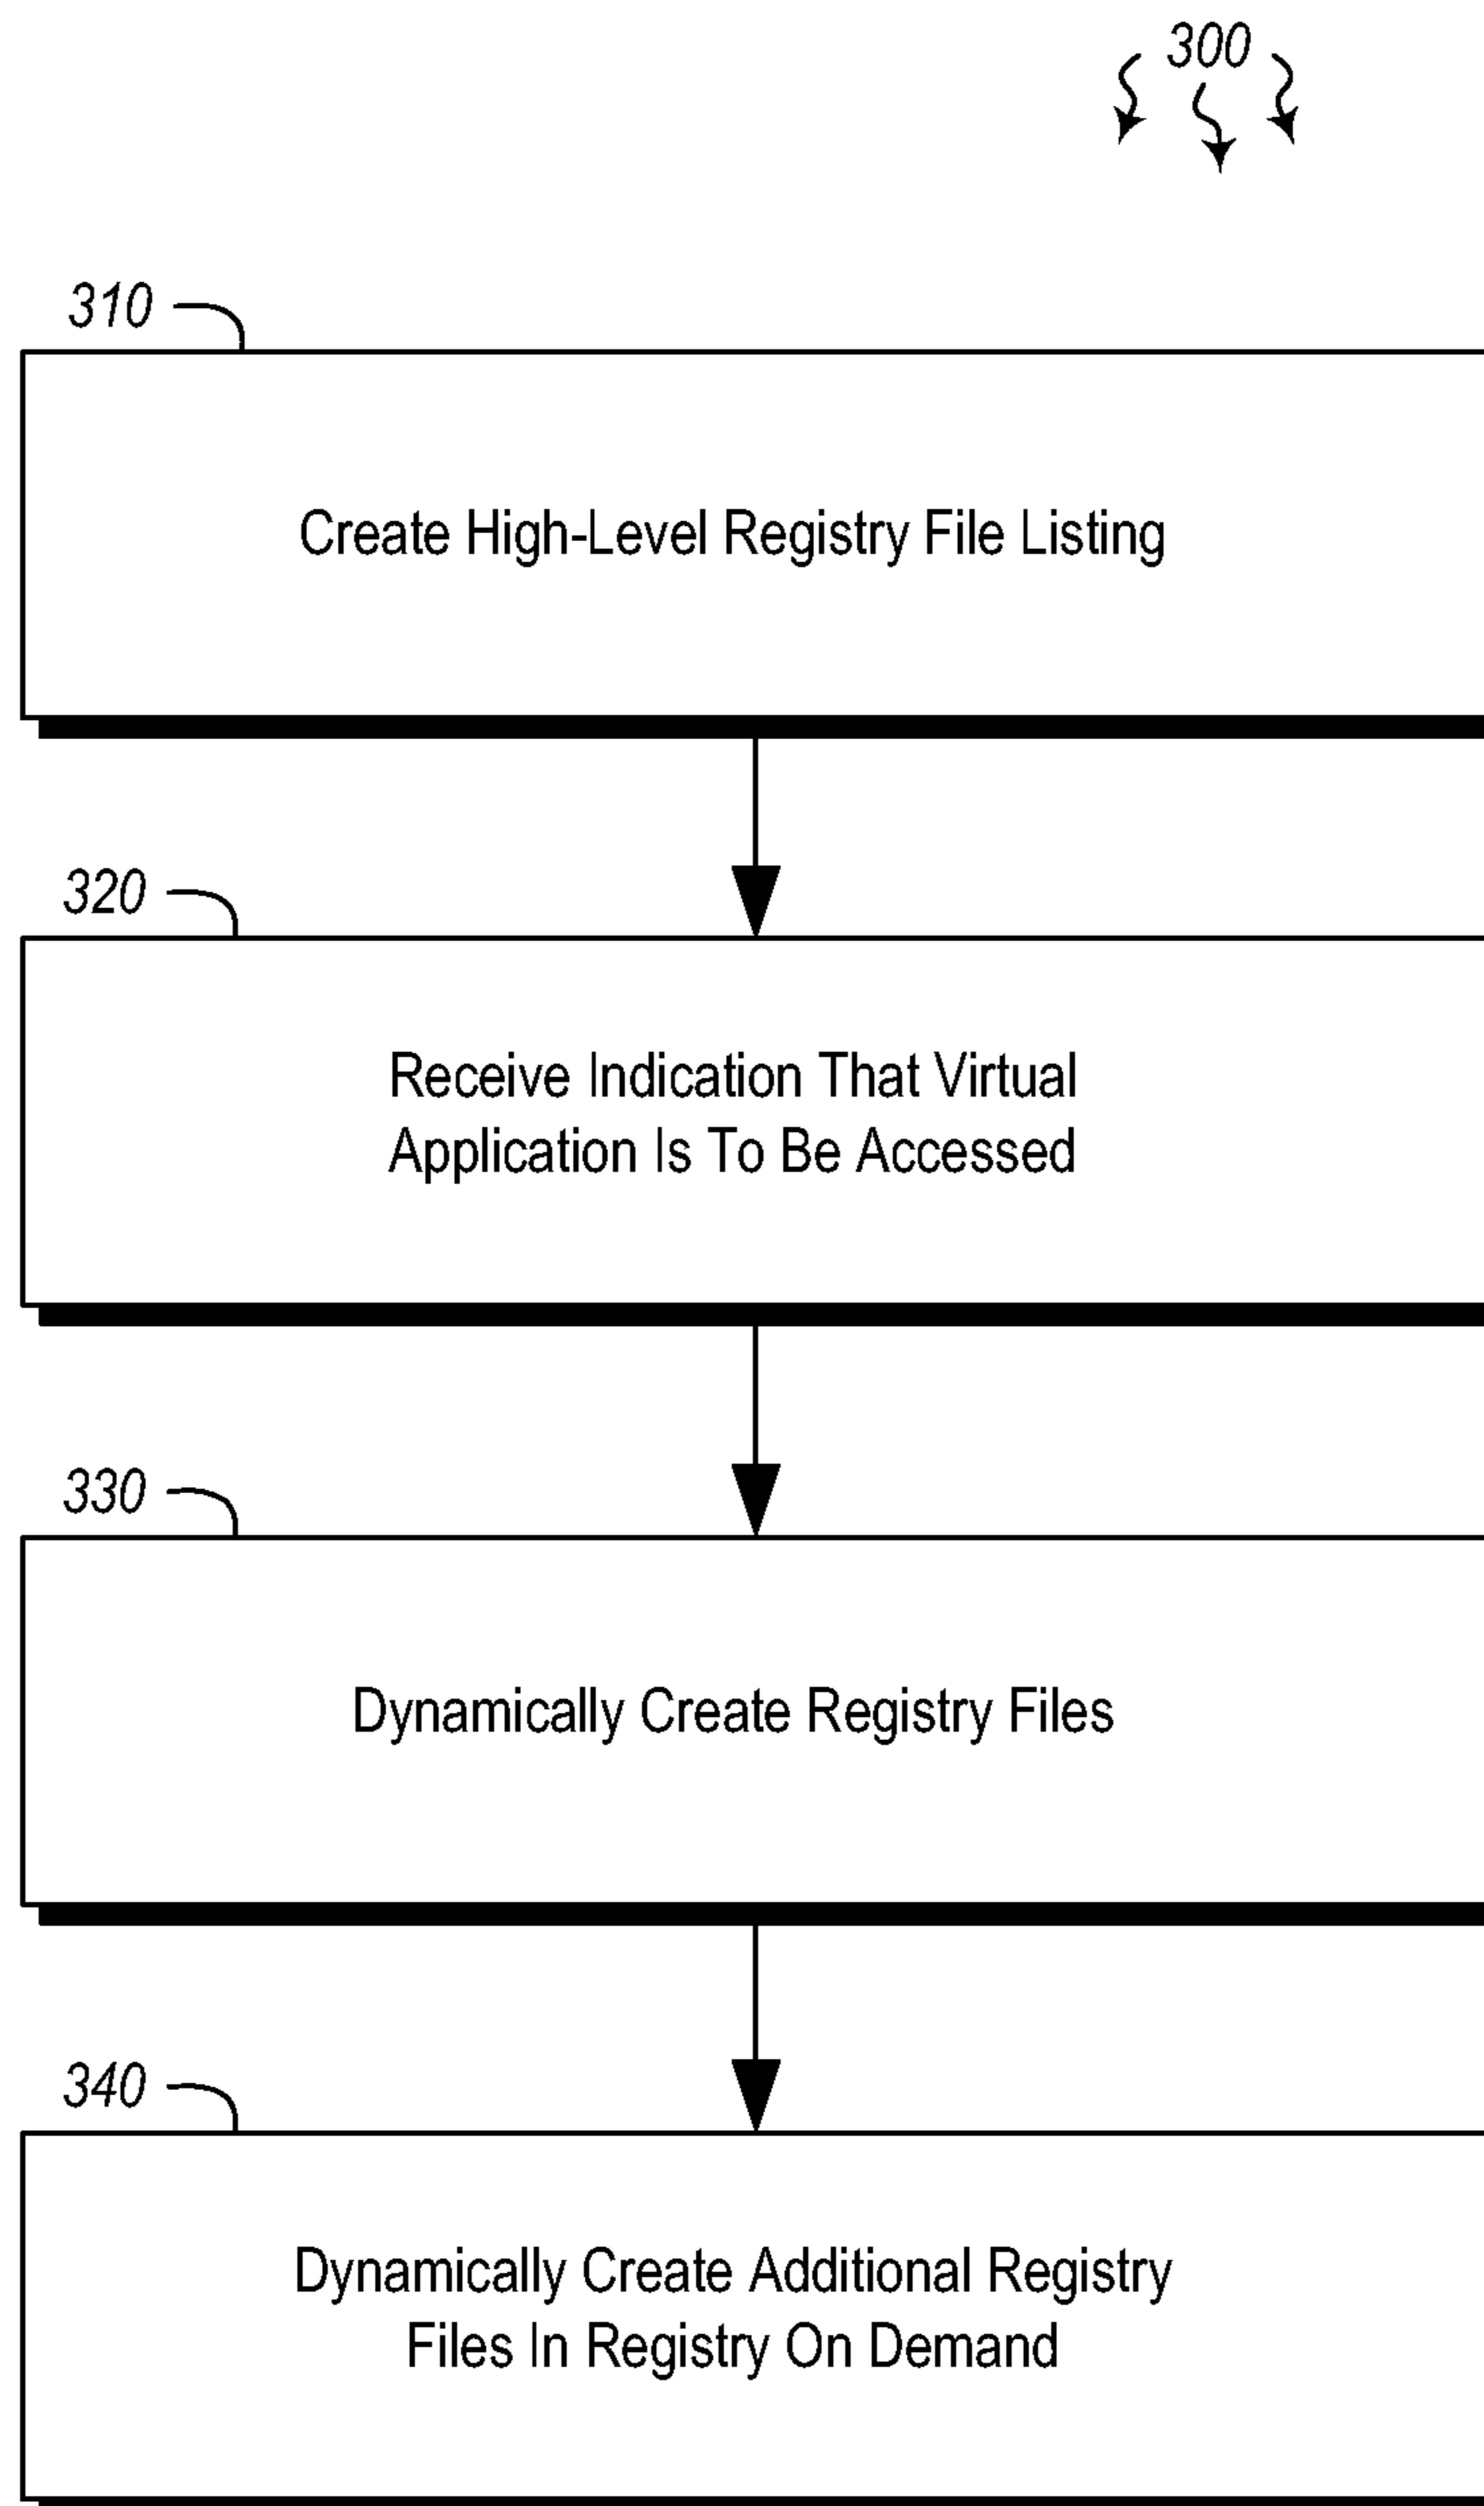 300
310
Create High-Level Registry File Listing
320
Receive Indication That Virtual
Application Is To Be Accessed
330
Dynamically Create Registry Files
340
Dynamically Create Additional Registry
Files In Registry On Demand